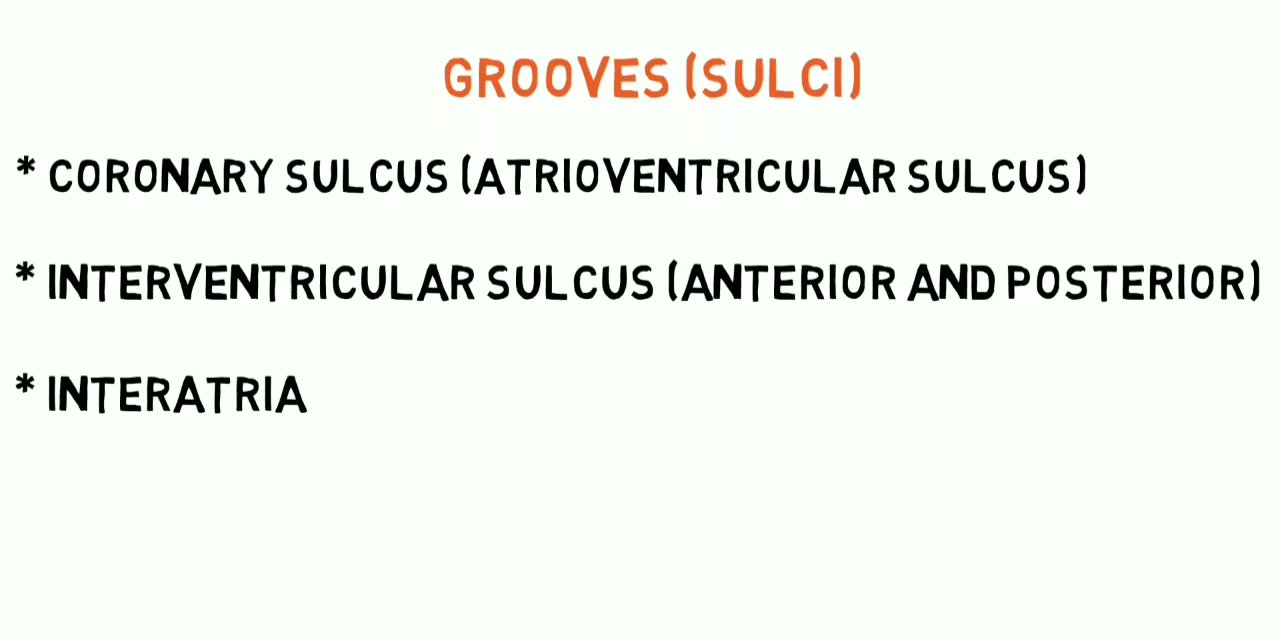 GROOVES (SULCI)
* CORONARY SULCUS (ATRIOVENTRICULAR SULCUS)
* INTERVENTRICULAR SULCUS (ANTERIOR AND POSTERIOR)
* INTERATRIA